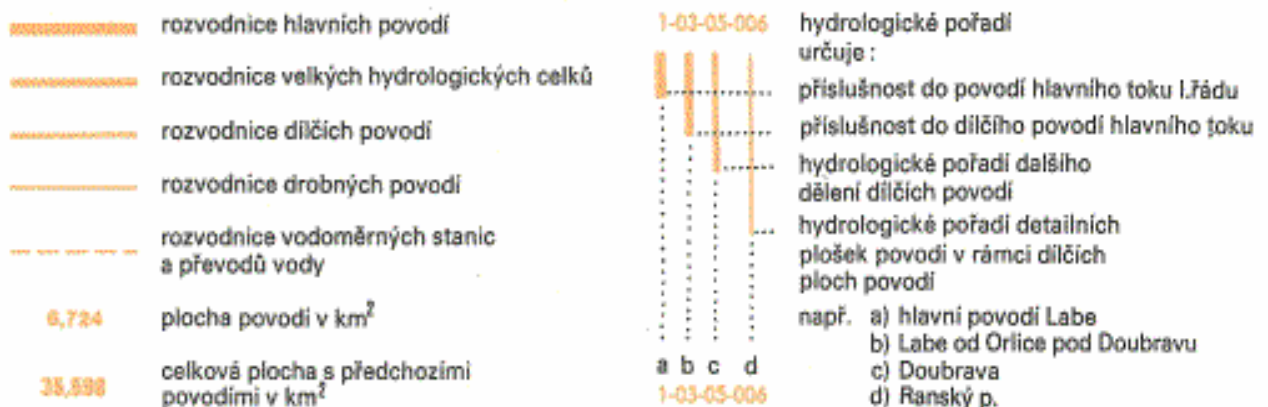 rozvodnice hlavních povodí
rozvodnice velkých hydrologických celků
rozvodnice dílčích povodí
rozvodnice drobných povodí
rozvodnice vodoměrných stanic
a převodů vody
6,724 plocha povodí v km²
celková plocha s předchozími
35,598 povodími v km²
1-03-05-006 hydrologické pořadí
určuje :
příslušnost do povodí hlavního toku I.řádu
příslušnost do dílčího povodí hlavního toku
hydrologické pořadí dalšího
dělení dílčích povodí
hydrologické pořadí detailních
plošek povodí v rámci dílčích
ploch povodí
např. a) hlavní povodí Labe
b) Labe od Orlice pod Doubravu
a b c d
c) Doubrava
1-03-05-006 d) Ranský p.